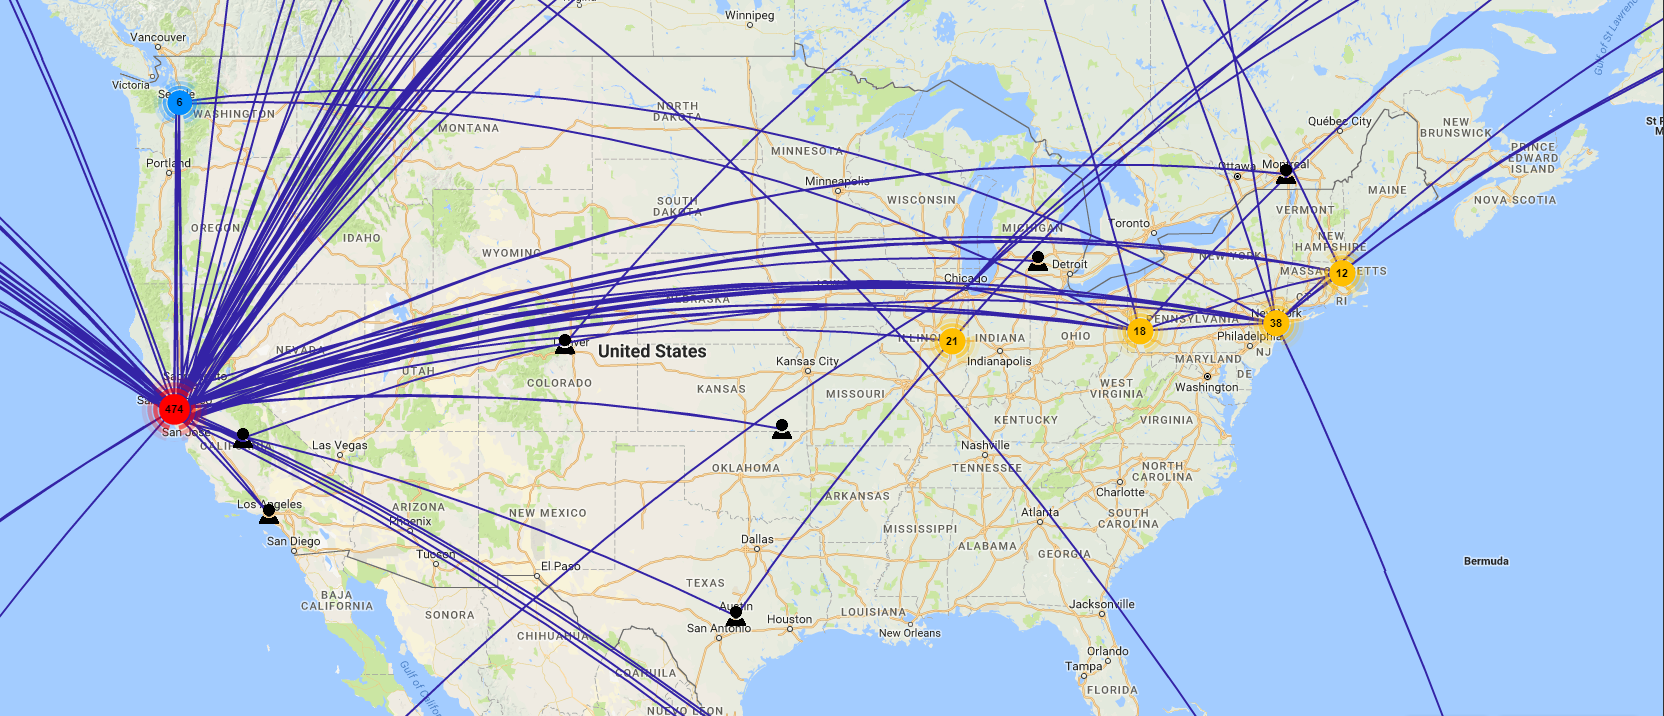 Winnipeg
Vancouver
Victoria
6
WASHINGTON
NORTH
DAKOTA
MONTANA
Québec City
NEW
BRUNSWICK
St P
M
PRINCE
EDWARD
ISLAND
Gulf of St Lawrence
Portland
MINNESOTA
Ottawa
Montreal
Minneapolis
MAINE
WISCONSIN
NOVA SCOTIA
SOUTH
DAKOTA
VERMONT
OREGON
IDAHO
Toronto
MICHIGAN
NEW
HAMPSHIRE
WYOMING
NEW YORK
Detroit
MASSACHUSETTS
12
Chicago
NEBRASKA
CT
RI
New York
38
18
PENNSYLVANIA
Philadelphia
NJ
ILLINOIS
21
INDIANA
OHIO
NEVADA
United States
Kansas City
Indianapolis
MARYLAND
DE
UTAH
COLORADO
KANSAS
MISSOURI
WEST
VIRGINIA
Washington
474
San Jose
CALIFORNIA
KENTUCKY
VIRGINIA
Las Vegas
Nashville
OKLAHOMA
TENNESSEE
NORTH
CAROLINA
Charlotte
ARKANSAS
Los Angeles
ARIZONA
Phoenix
NEW MEXICO
Atlanta
SOUTH
CAROLINA
MISSISSIPPI
San Diego
Dallas
ALABAMA
GEORGIA
Tucson
El Paso
Bermuda
TEXAS
BAJA
CALIFORNIA
SONORA
Austin
LOUISIANA
Jacksonville
Houston
San Antonio
New Orleans
CHIHUAHUA
COAHUILA
Gulf of Califor
Orlando
Tampa
FLORIDA
NUEVO LEON